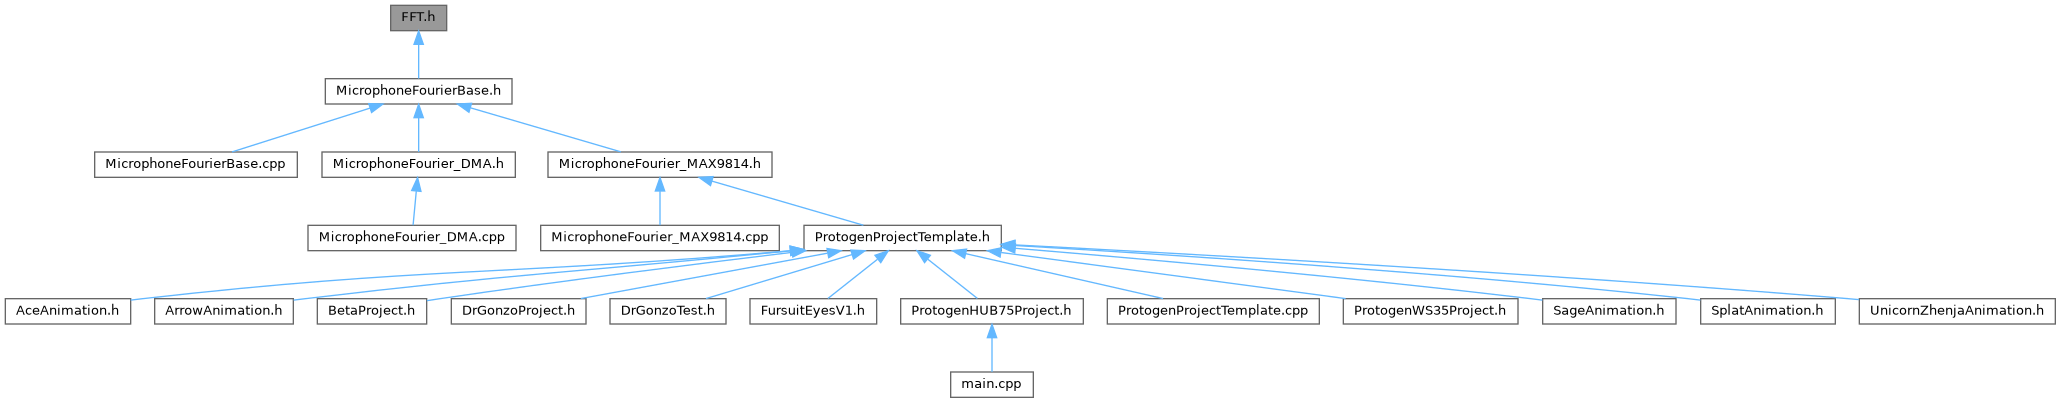 FFT.h
MicrophoneFourierBase.h
MicrophoneFourierBase.cpp
MicrophoneFourier_DMA.h
MicrophoneFourier_MAX9814.h
MicrophoneFourier_DMA.cpp
MicrophoneFourier_MAX9814.cpp
ProtogenProjectTemplate.h
AceAnimation.h
ArrowAnimation.h
BetaProject.h
DrGonzoProject.h
DrGonzoTest.h
FursuitEyesV1.h
ProtogenHUB75Project.h
ProtogenProjectTemplate.cpp
ProtogenWS35Project.h
SageAnimation.h
SplatAnimation.h
UnicornZhenjaAnimation.h
main.cpp